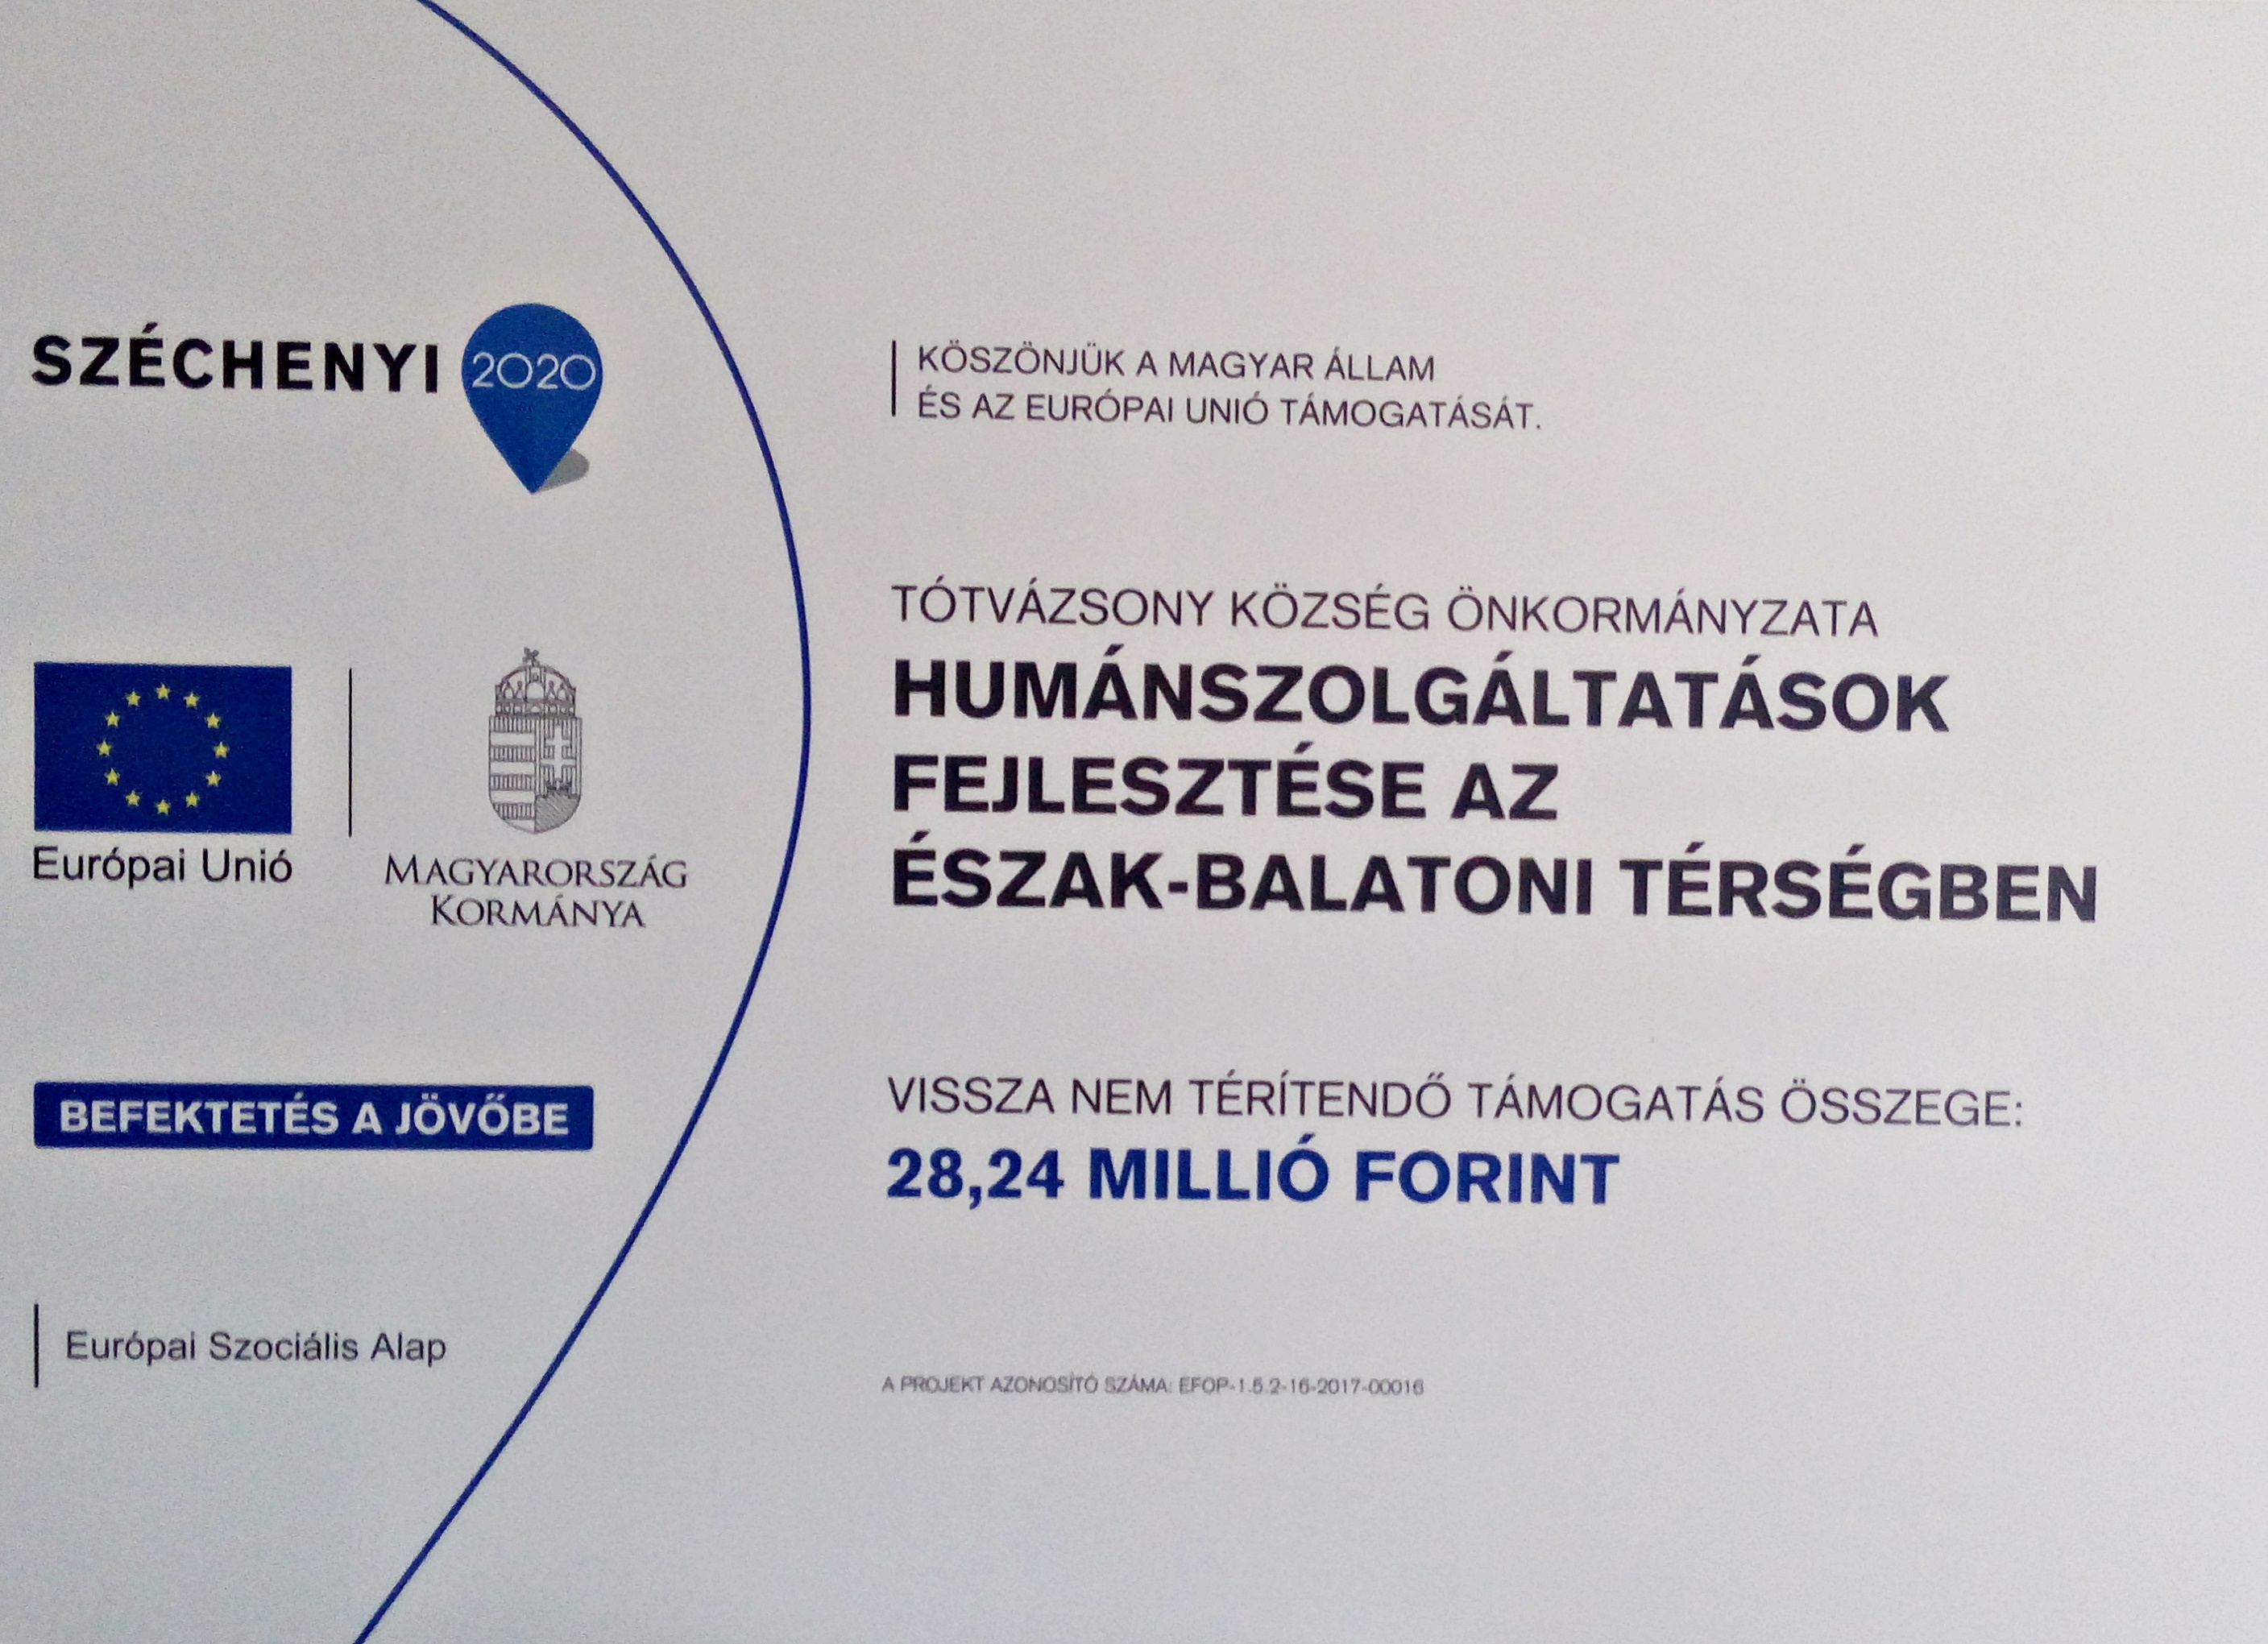 SZÉCHENYI 2020
Európai Unió
MAGYARORSZÁG
KORMÁNYA
BEFEKTETÉS A JÖVŐBE
Európai Szociális Alap
KÖSZÖNJÜK A MAGYAR ÁLLAM
ÉS AZ EURÓPAI UNIÓ TÁMOGATÁSÁT.
TÓTVÁZSONY KÖZSÉG ÖNKORMÁNYZATA
HUMÁNSZOLGÁLTATÁSOK
FEJLESZTÉSE AZ
ÉSZAK-BALATONI TÉRSÉGBEN
VISSZA NEM TÉRÍTENDŐ TÁMOGATÁS ÖSSZEGE:
28,24 MILLIÓ FORINT
A PROJEKT AZONOSÍTÓ SZÁMA: EFOP-1.5.2-16-2017-00016